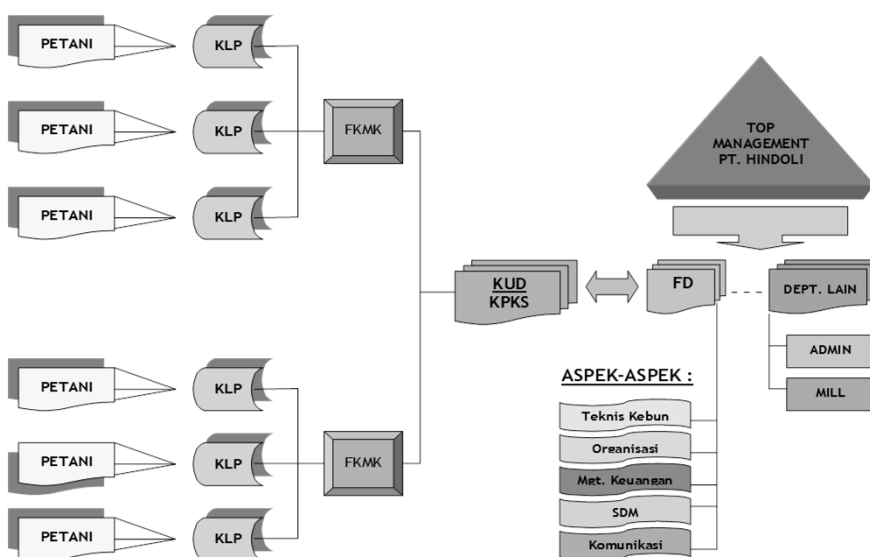 PETANI
KLP
PETANI
KLP
FKMK
PETANI
KLP
TOP
MANAGEMENT
PT. HINDOLI
KUD
KPKS
FD
DEPT. LAIN
ADMIN
MILL
ASPEK-ASPEK :
Teknis Kebun
Organisasi
Mgt. Keuangan
SDM
Komunikasi
PETANI
KLP
PETANI
KLP
FKMK
PETANI
KLP